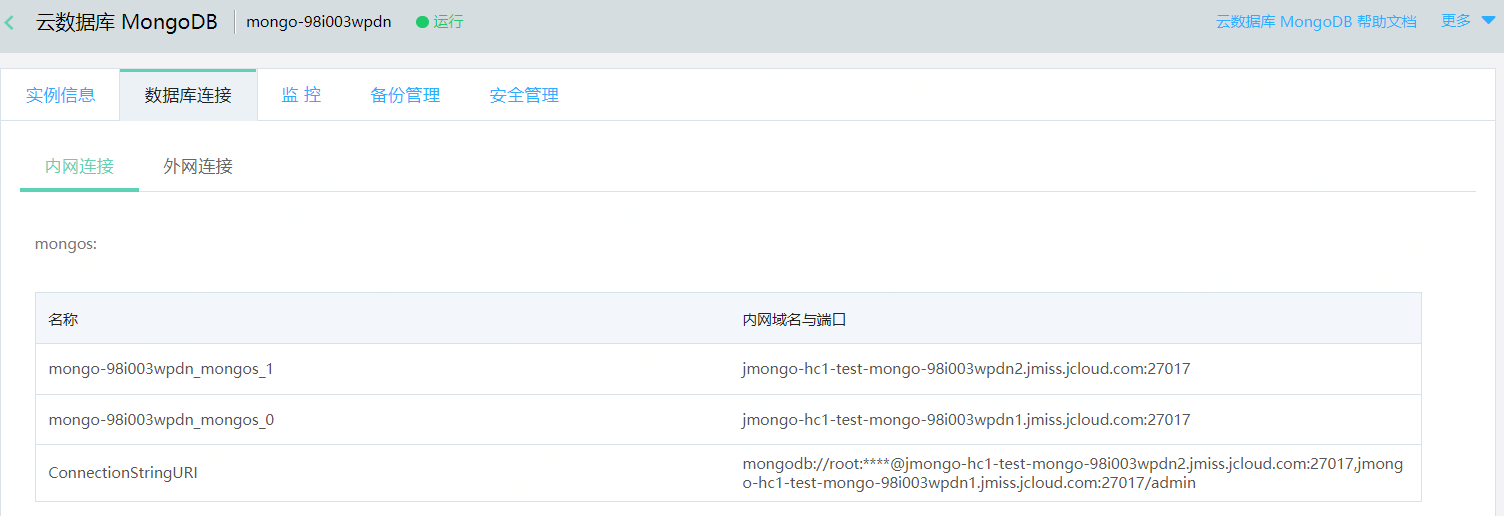 云数据库 MongoDB mongo-98i003wpdn 运行 云数据库 MongoDB 帮助文档 更多
实例信息 数据库连接 监 控 备份管理 安全管理
内网连接 外网连接
mongos:
名称 内网域名与端口
mongo-98i003wpdn_mongos_1 jmongo-hc1-test-mongo-98i003wpdn2.jmiss.jcloud.com:27017
mongo-98i003wpdn_mongos_0 jmongo-hc1-test-mongo-98i003wpdn1.jmiss.jcloud.com:27017
ConnectionStringURI mongodb://root:****@jmongo-hc1-test-mongo-98i003wpdn2.jmiss.jcloud.com:27017,jmong
o-hc1-test-mongo-98i003wpdn1.jmiss.jcloud.com:27017/admin